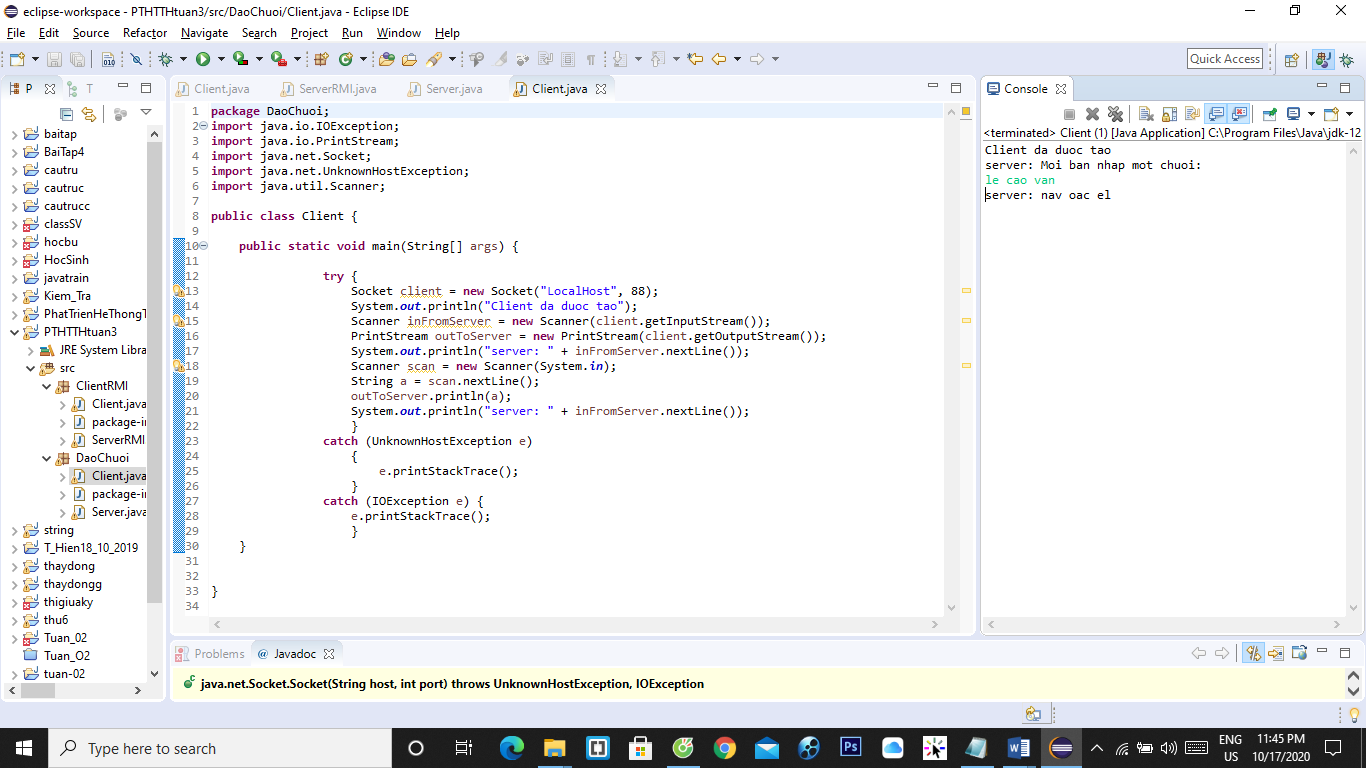 eclipse-workspace - PTHTTHtuan3/src/DaoChuoi/Client.java - Eclipse IDE
File Edit Source Refactor Navigate Search Project Run Window Help
Quick Access
P T
Client.java ServerRMI.java Server.java Client.java
Console
baitap
BaiTap4
cautru
cautruc
cautrucc
classSV
hocbu
HocSinh
javatrain
Kiem_Tra
PhatTrienHeThongT
PTHTTHtuan3
JRE System Libra
src
ClientRMI
Client.java
package-i
ServerRMI
DaoChuoi
Client.java
package-i
Server.java
string
T_Hien18_10_2019
thaydong
thaydongg
thigiuaky
thu6
Tuan_02
Tuan_O2
tuan-02
1 package DaoChuoi;
2 import java.io.IOException;
3 import java.io.PrintStream;
4 import java.net.Socket;
5 import java.net.UnknownHostException;
6 import java.util.Scanner;
7
8 public class Client {
9
10 public static void main(String[] args) {
11
12 try {
13 Socket client = new Socket("LocalHost", 88);
14 System.out.println("Client da duoc tao");
15 Scanner inFromServer = new Scanner(client.getInputStream());
16 PrintStream outToServer = new PrintStream(client.getOutputStream());
17 System.out.println("server: " + inFromServer.nextLine());
18 Scanner scan = new Scanner(System.in);
19 String a = scan.nextLine();
20 outToServer.println(a);
21 System.out.println("server: " + inFromServer.nextLine());
22 }
23 catch (UnknownHostException e)
24 {
25 e.printStackTrace();
26 }
27 catch (IOException e) {
28 e.printStackTrace();
29 }
30 }
31
32
33 }
34
<terminated> Client (1) [Java Application] C:\Program Files\Java\jdk-12
Client da duoc tao
server: Moi ban nhap mot chuoi:
le cao van
server: nav oac el
Problems @ Javadoc
java.net.Socket.Socket(String host, int port) throws UnknownHostException, IOException
Type here to search
Ps
ENG
US
11:45 PM
10/17/2020